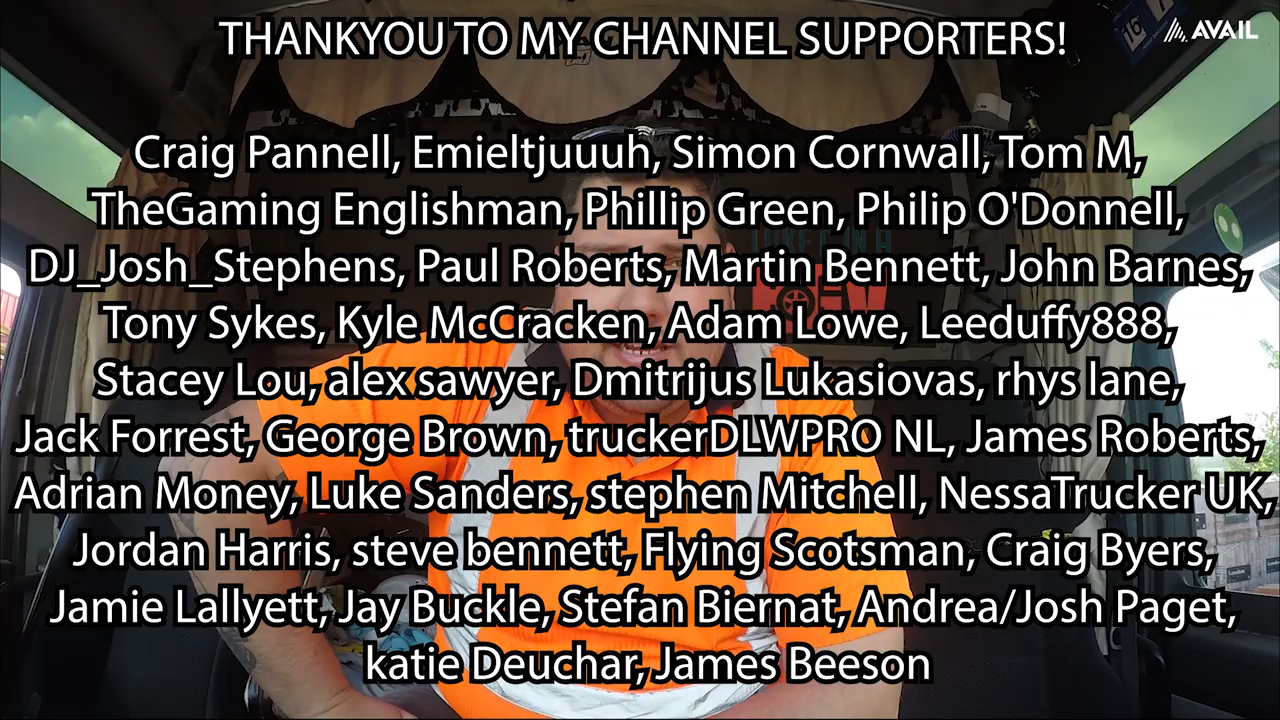 THANKYOU TO MY CHANNEL SUPPORTERS!
AVAIL
16
Craig Pannell, Emieltjuuuh, Simon Cornwall, Tom M,
TheGaming Englishman, Phillip Green, Philip O'Donnell,
DJ_Josh_Stephens, Paul Roberts, Martin Bennett, John Barnes,
Tony Sykes, Kyle McCracken, Adam Lowe, Leeduffy888,
Stacey Lou, alex sawyer, Dmitrijus Lukasiovas, rhys lane,
Jack Forrest, George Brown, truckerDLWPRO NL, James Roberts,
Adrian Money, Luke Sanders, stephen Mitchell, NessaTrucker UK,
Jordan Harris, steve bennett, Flying Scotsman, Craig Byers,
Jamie Lallyett, Jay Buckle, Stefan Biernat, Andrea/Josh Paget,
katie Deuchar, James Beeson